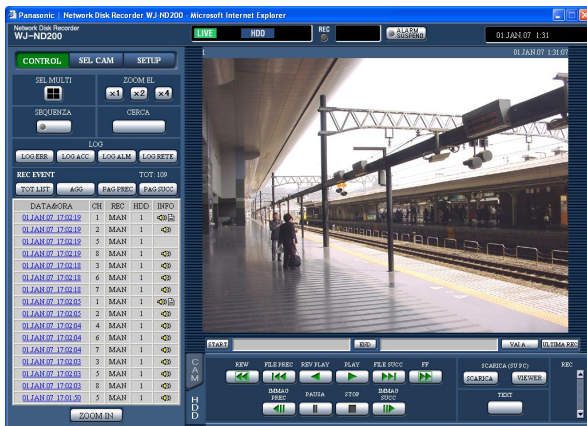 Panasonic | Network Disk Recorder WJ-ND200 - Microsoft Internet Explorer
Network Disk Recorder
WJ-ND200
LIVE HDD REC ALARM SUSPEND 01.JAN.07 1:31
CONTROL SEL CAM SETUP
1 01.JAN.07 1:31:07
SEL MULTI ZOOM EL
x1 x2 x4
SEQUENZA CERCA
LOG
LOG ERR LOG ACC LOG ALM LOG RETE
REC EVENT TOT: 109
TOT LIST AGG PAG PREC PAG SUCC
DATA&ORA CH REC HDD INFO
01.JAN.07 17:02:19 1 MAN 1
01.JAN.07 17:02:19 2 MAN 1
01.JAN.07 17:02:19 5 MAN 1
01.JAN.07 17:02:19 8 MAN 1
01.JAN.07 17:02:18 3 MAN 1
01.JAN.07 17:02:18 6 MAN 1
01.JAN.07 17:02:18 7 MAN 1
01.JAN.07 17:02:05 1 MAN 1
01.JAN.07 17:02:05 2 MAN 1
01.JAN.07 17:02:04 4 MAN 1
01.JAN.07 17:02:04 6 MAN 1
01.JAN.07 17:02:04 7 MAN 1
01.JAN.07 17:02:03 3 MAN 1
01.JAN.07 17:02:03 5 MAN 1
01.JAN.07 17:02:03 8 MAN 1
01.JAN.07 17:01:50 5 MAN 1
ZOOM IN
START END VAI A... ULTIMA REC
CAM
HDD
REW FILE PREC REV PLAY PLAY FILE SUCC FF
IMMAG PREC PAUSA STOP IMMAG SUCC
SCARICA (SU PC) REC
SCARICA VIEWER
TEXT